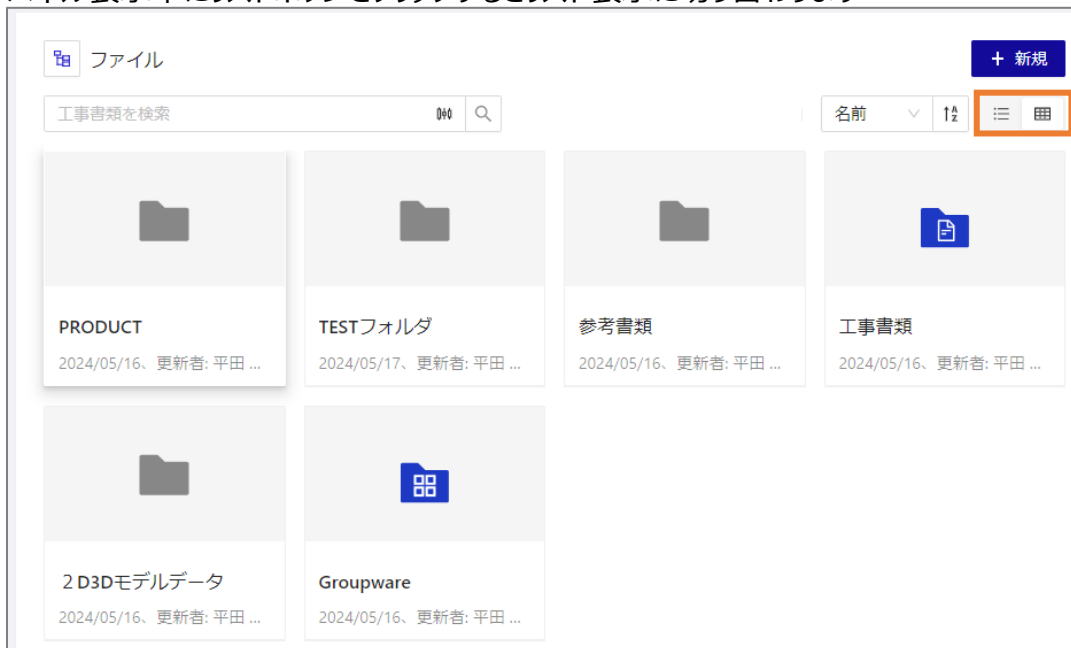 ファイル
+ 新規
工事書類を検索
名前
PRODUCT
TESTフォルダ
参考書類
工事書類
2024/05/16、更新者: 平田 ...
2024/05/17、更新者: 平田 ...
2024/05/16、更新者: 平田 ...
2024/05/16、更新者: 平田 ...
２D3Dモデルデータ
Groupware
2024/05/16、更新者: 平田 ...
2024/05/16、更新者: 平田 ...